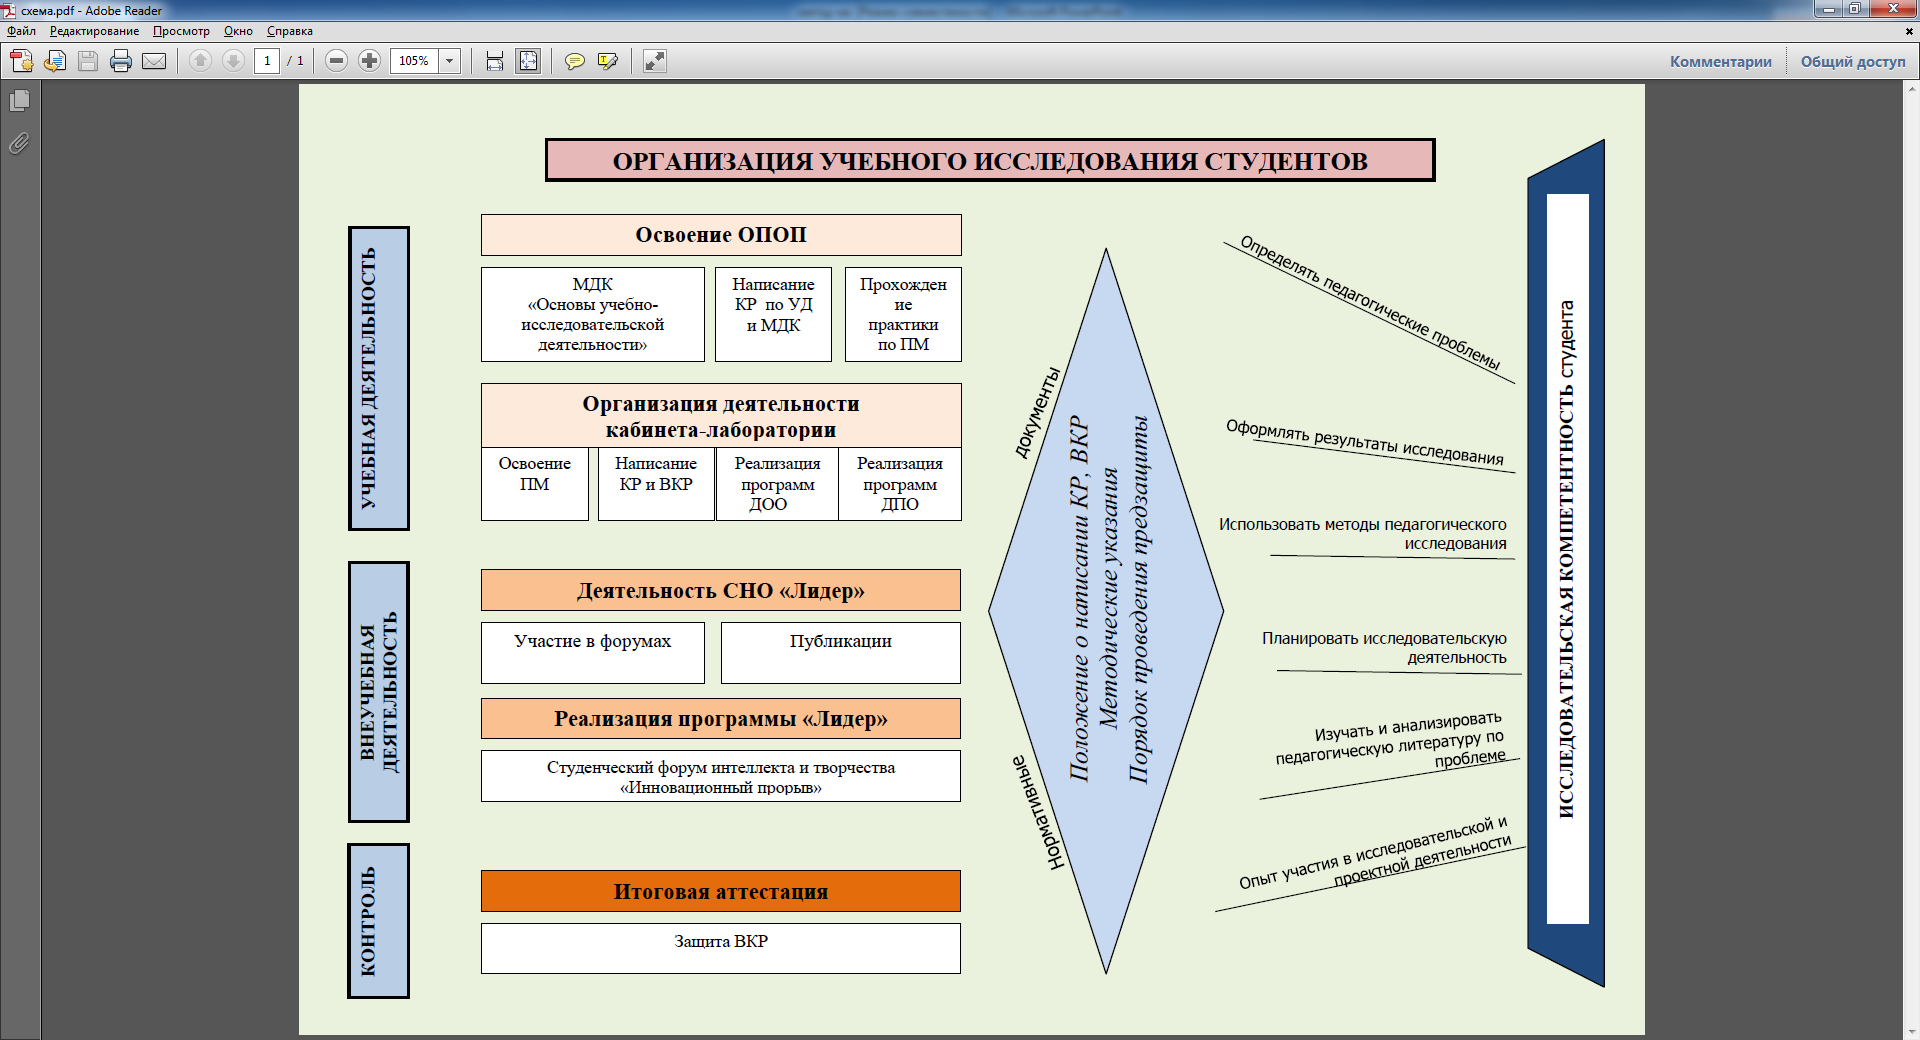 схема.pdf - Adobe Reader
Файл Редактирование Просмотр Окно Справка
1 / 1 105% Комментарии Общий доступ
ОРГАНИЗАЦИЯ УЧЕБНОГО ИССЛЕДОВАНИЯ СТУДЕНТОВ
УЧЕБНАЯ ДЕЯТЕЛЬНОСТЬ
Освоение ОПОП
МДК
«Основы учебно-
исследовательской
деятельности»
Написание
КР по УД
и МДК
Прохожден
ие
практики
по ПМ
Организация деятельности
кабинета-лаборатории
Освоение
ПМ
Написание
КР и ВКР
Реализация
программ
ДОО
Реализация
программ
ДПО
ВНЕУЧЕБНАЯ
ДЕЯТЕЛЬНОСТЬ
Деятельность СНО «Лидер»
Участие в форумах
Публикации
Реализация программы «Лидер»
Студенческий форум интеллекта и творчества
«Инновационный прорыв»
КОНТРОЛЬ
Итоговая аттестация
Защита ВКР
Нормативные
документы
Положение о написании КР, ВКР
Методические указания
Порядок проведения предзащиты
Определять педагогические проблемы
Оформлять результаты исследования
Использовать методы педагогического
исследования
Планировать исследовательскую
деятельность
Изучать и анализировать
педагогическую литературу по
проблеме
Опыт участия в исследовательской и
проектной деятельности
ИССЛЕДОВАТЕЛЬСКАЯ КОМПЕТЕНТНОСТЬ студента